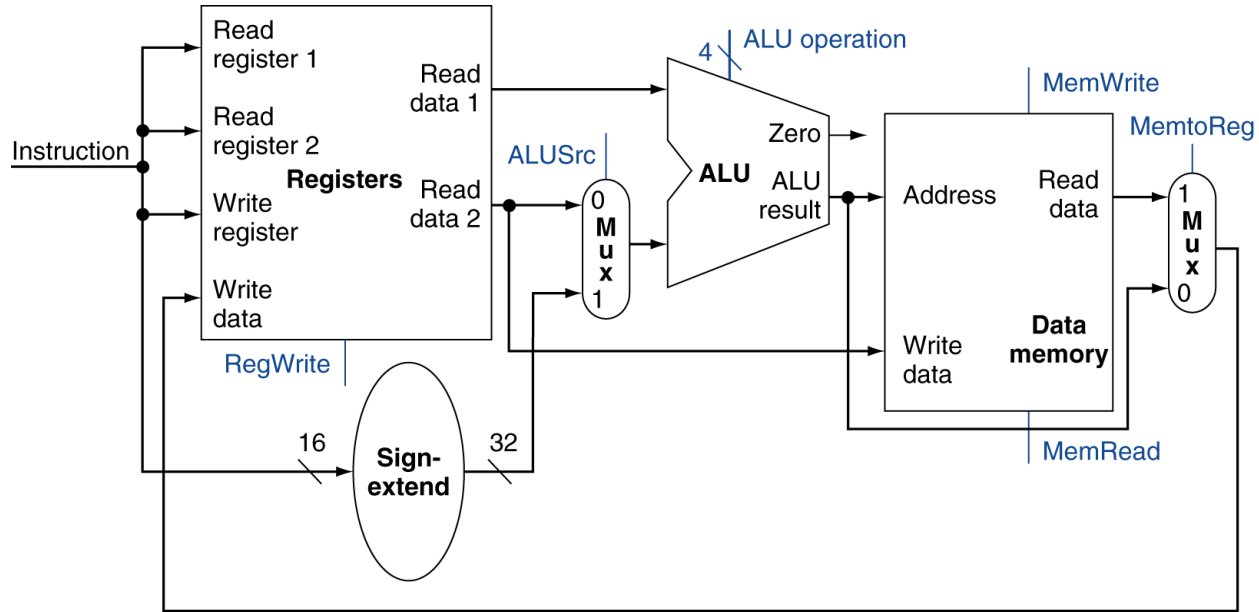 Instruction
Read
register 1
Read
register 2
Write
register
Write
data
Registers
Read
data 1
Read
data 2
RegWrite
16
Sign-
extend
32
ALUSrc
0
M
u
x
1
4
ALU operation
Zero
ALU
ALU
result
MemWrite
Address
Read
data
Write
data
Data
memory
MemRead
MemtoReg
1
M
u
x
0